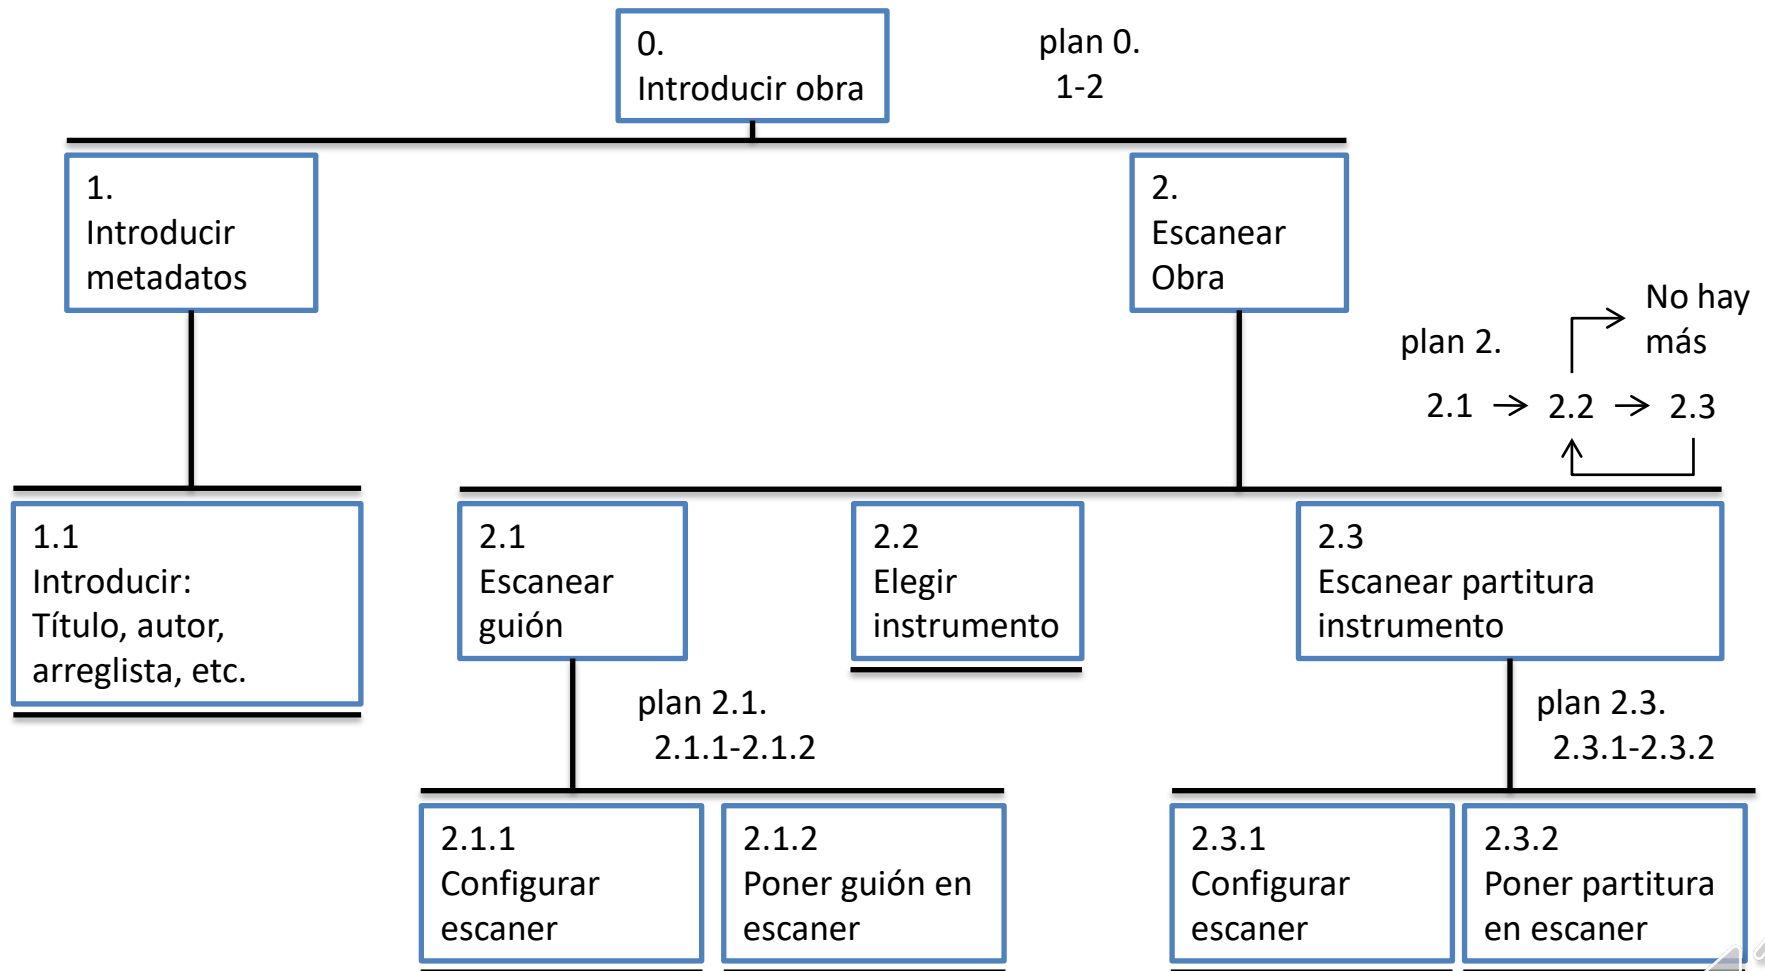 0.
Introducir obra
plan 0.
1-2
1.
Introducir
metadatos
2.
Escanear
Obra
No hay
más
plan 2.
2.1 → 2.2 → 2.3
1.1
Introducir:
Título, autor,
arreglista, etc.
2.1
Escanear
guión
2.2
Elegir
instrumento
2.3
Escanear partitura
instrumento
plan 2.1.
2.1.1-2.1.2
plan 2.3.
2.3.1-2.3.2
2.1.1
Configurar
escaner
2.1.2
Poner guión en
escaner
2.3.1
Configurar
escaner
2.3.2
Poner partitura
en escaner